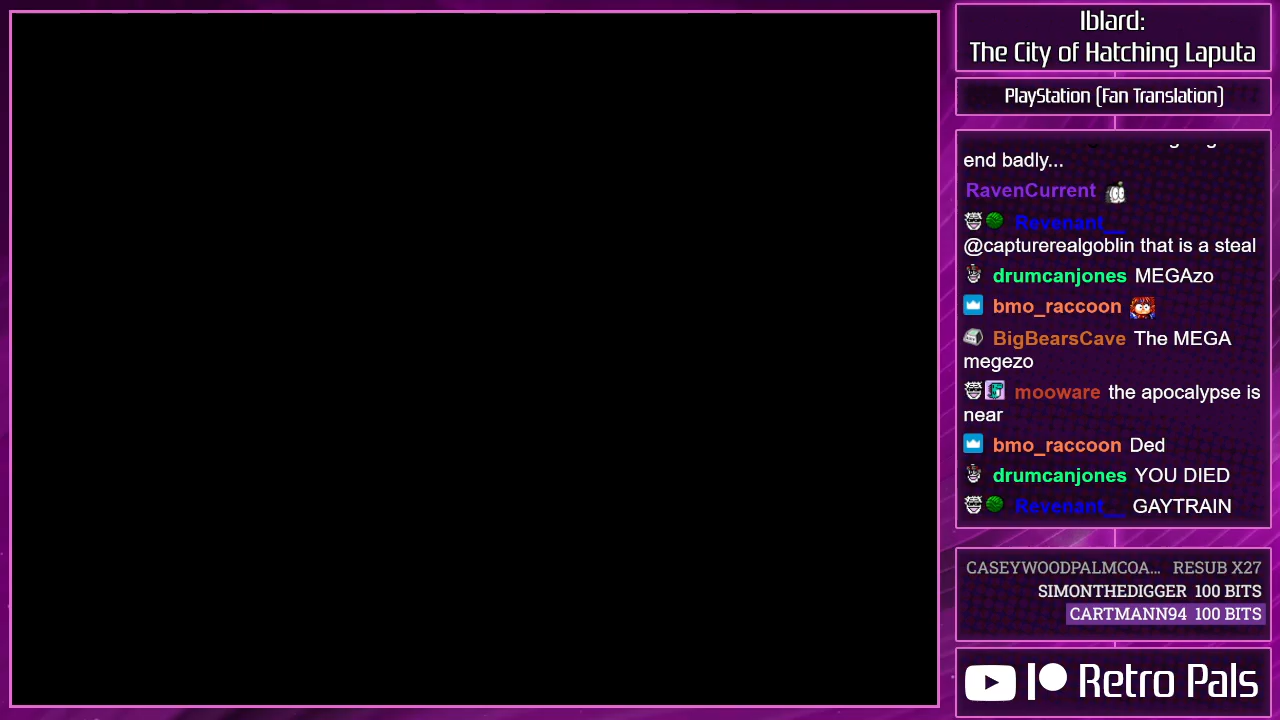 Iblard:
The City of Hatching Laputa
PlayStation (Fan Translation)
end badly...
RavenCurrent
Revenant__
@capturerealgoblin that is a steal
drumcanjones MEGAzo
bmo_raccoon
BigBearsCave The MEGA
megezo
mooware the apocalypse is
near
bmo_raccoon Ded
drumcanjones YOU DIED
Revenant__ GAYTRAIN
CASEYWOODPALMCOA... RESUB X27
SIMONTHEDIGGER 100 BITS
CARTMANN94 100 BITS
Retro Pals